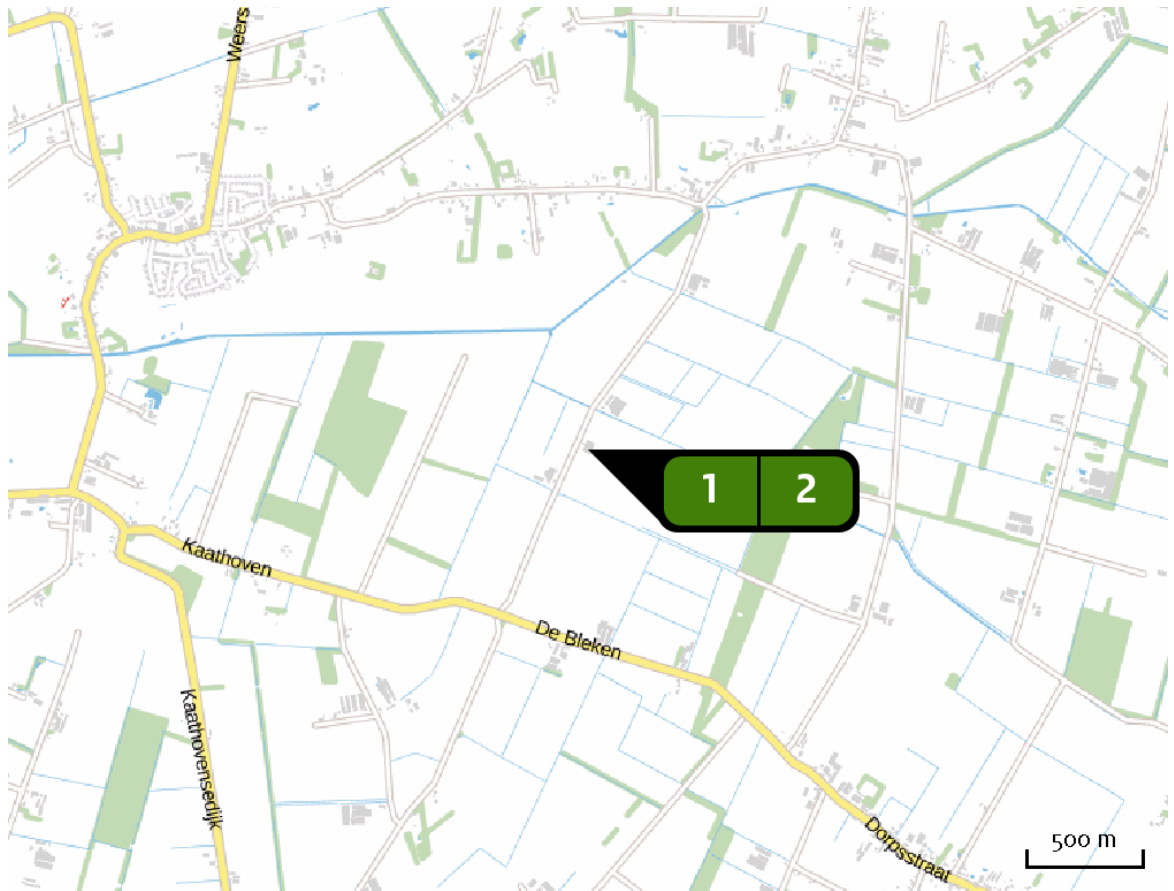 Weers
1 2
Kaathoven
De Bleken
Kaathovensedijk
Dorpsstraat
500 m